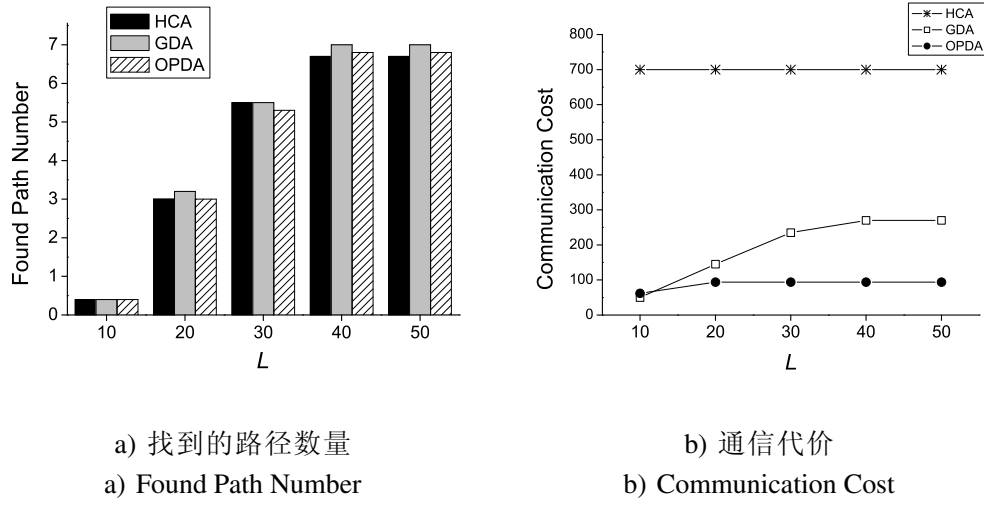 HCA
GDA
OPDA
7
6
5
4
3
2
1
0
Found Path Number
10 20 30 40 50
L
HCA
GDA
OPDA
800
700
600
500
400
300
200
100
0
Communication Cost
10 20 30 40 50
L
a) 找到的路径数量
a) Found Path Number
b) 通信代价
b) Communication Cost